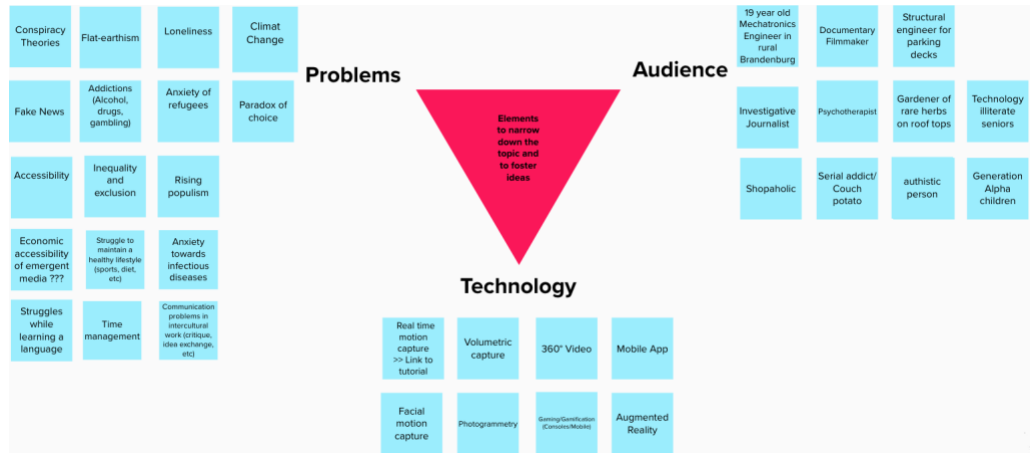 Conspiracy
Theories
Flat-earthism
Loneliness
Climat
Change
Problems
Fake News
Addictions
(Alcohol,
drugs,
gambling)
Anxiety of
refugees
Paradox of
choice
Accessibility
Inequality
and
exclusion
Rising
populism
Economic
accessibility
of emergent
media ???
Struggle to
maintain a
healthy lifestyle
(sports, diet,
etc)
Anxiety
towards
infectious
diseases
Struggles
while
learning a
language
Time
management
Communication
problems in
intercultural
work (critique,
idea exchange,
etc)
Elements
to narrow
down the
topic and
to foster
ideas
Audience
19 year old
Mechatronics
Engineer in
rural
Brandenburg
Documentary
Filmmaker
Structural
engineer for
parking
decks
Investigative
Journalist
Psychotherapist
Gardener of
rare herbs
on roof tops
Technology
illiterate
seniors
Shopaholic
Serial addict/
Couch
potato
authistic
person
Generation
Alpha
children
Technology
Real time
motion
capture
>> Link to
tutorial
Volumetric
capture
360° Video
Mobile App
Facial
motion
capture
Photogrammetry
(Consoles/Mobile)
Augmented
Reality